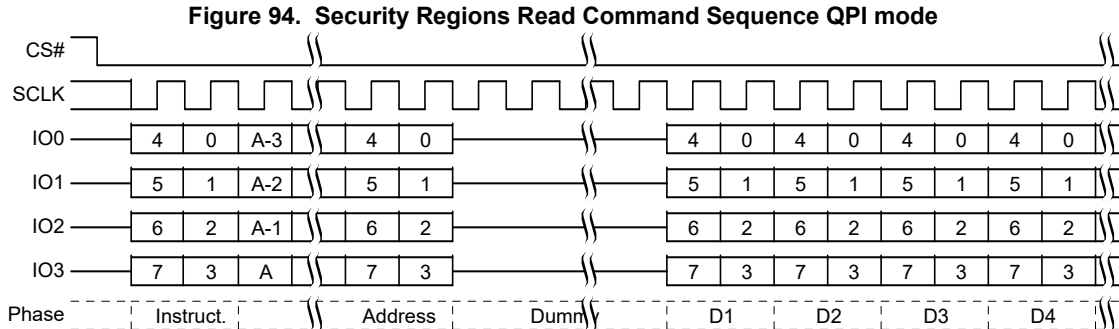 Figure 94. Security Regions Read Command Sequence QPI mode
CS#
SCLK
IO0 4 0 A-3 4 0 4 0 4 0 4 0 4 0
IO1 5 1 A-2 5 1 5 1 5 1 5 1 5 1
IO2 6 2 A-1 6 2 6 2 6 2 6 2 6 2
IO3 7 3 A 7 3 7 3 7 3 7 3 7 3
Phase Instruct. Address Dummy D1 D2 D3 D4